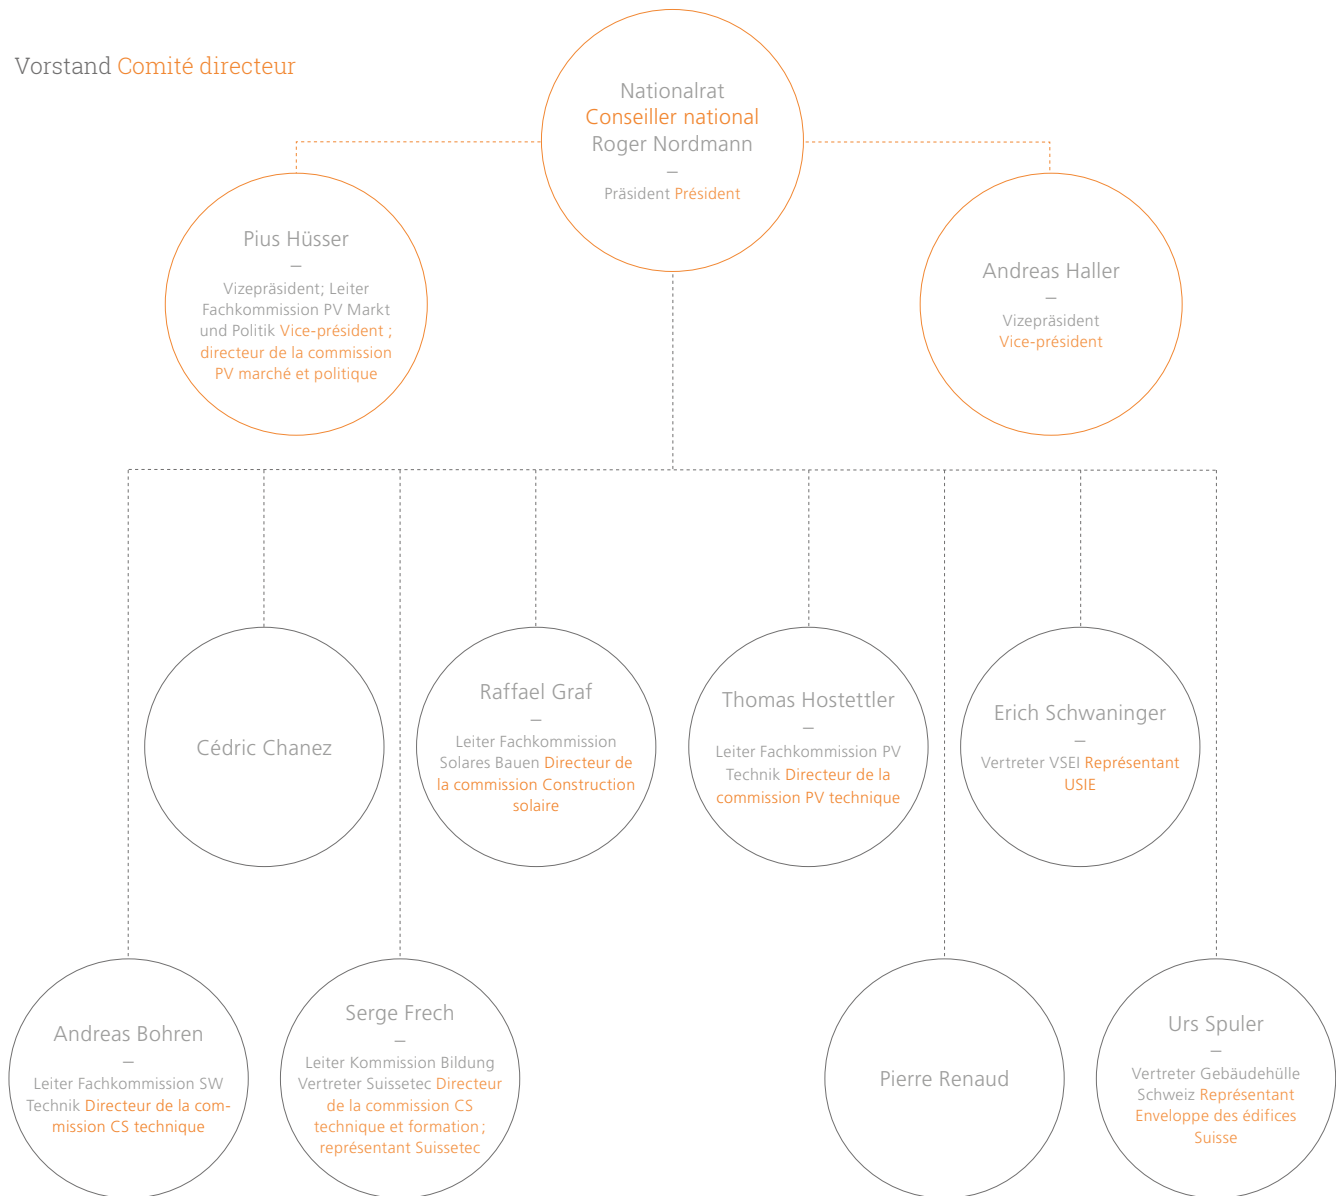 Vorstand Comité directeur
Nationalrat
Conseiller national
Roger Nordmann
–
Präsident Président
Pius Hüsser
–
Vizepräsident; Leiter
Fachkommission PV Markt
und Politik Vice-président ;
directeur de la commission
PV marché et politique
Andreas Haller
–
Vizepräsident
Vice-président
Cédric Chanez
Raffael Graf
–
Leiter Fachkommission
Solares Bauen Directeur de
la commission Construction
solaire
Thomas Hostettler
–
Leiter Fachkommission PV
Technik Directeur de la
commission PV technique
Erich Schwaninger
–
Vertreter VSEI Représentant
USIE
Andreas Bohren
–
Leiter Fachkommission SW
Technik Directeur de la com-
mission CS technique
Serge Frech
–
Leiter Kommission Bildung
Vertreter Suissetec Directeur
de la commission CS
technique et formation ;
représentant Suissetec
Pierre Renaud
Urs Spuler
–
Vertreter Gebäudehülle
Schweiz Représentant
Enveloppe des édifices
Suisse